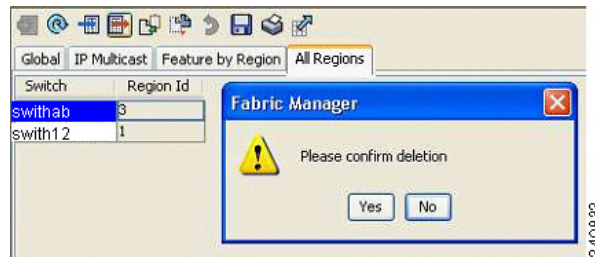 Global IP Multicast Feature by Region All Regions
Switch Region Id
swithab 3
swith12 1
Fabric Manager
Please confirm deletion
Yes No
240833